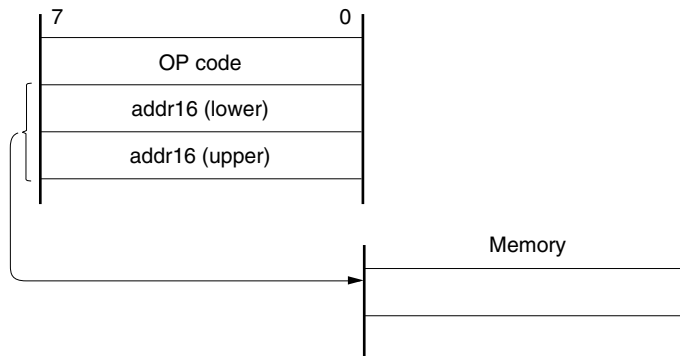 7 0
OP code
addr16 (lower)
addr16 (upper)
Memory